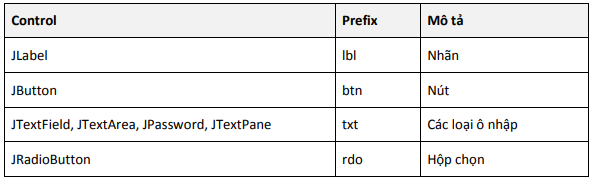 Control Prefix Mô tả
JLabel lbl Nhãn
JButton btn Nút
JTextField, JTextArea, JPassword, JTextPane txt Các loại ô nhập
JRadioButton rdo Hộp chọn